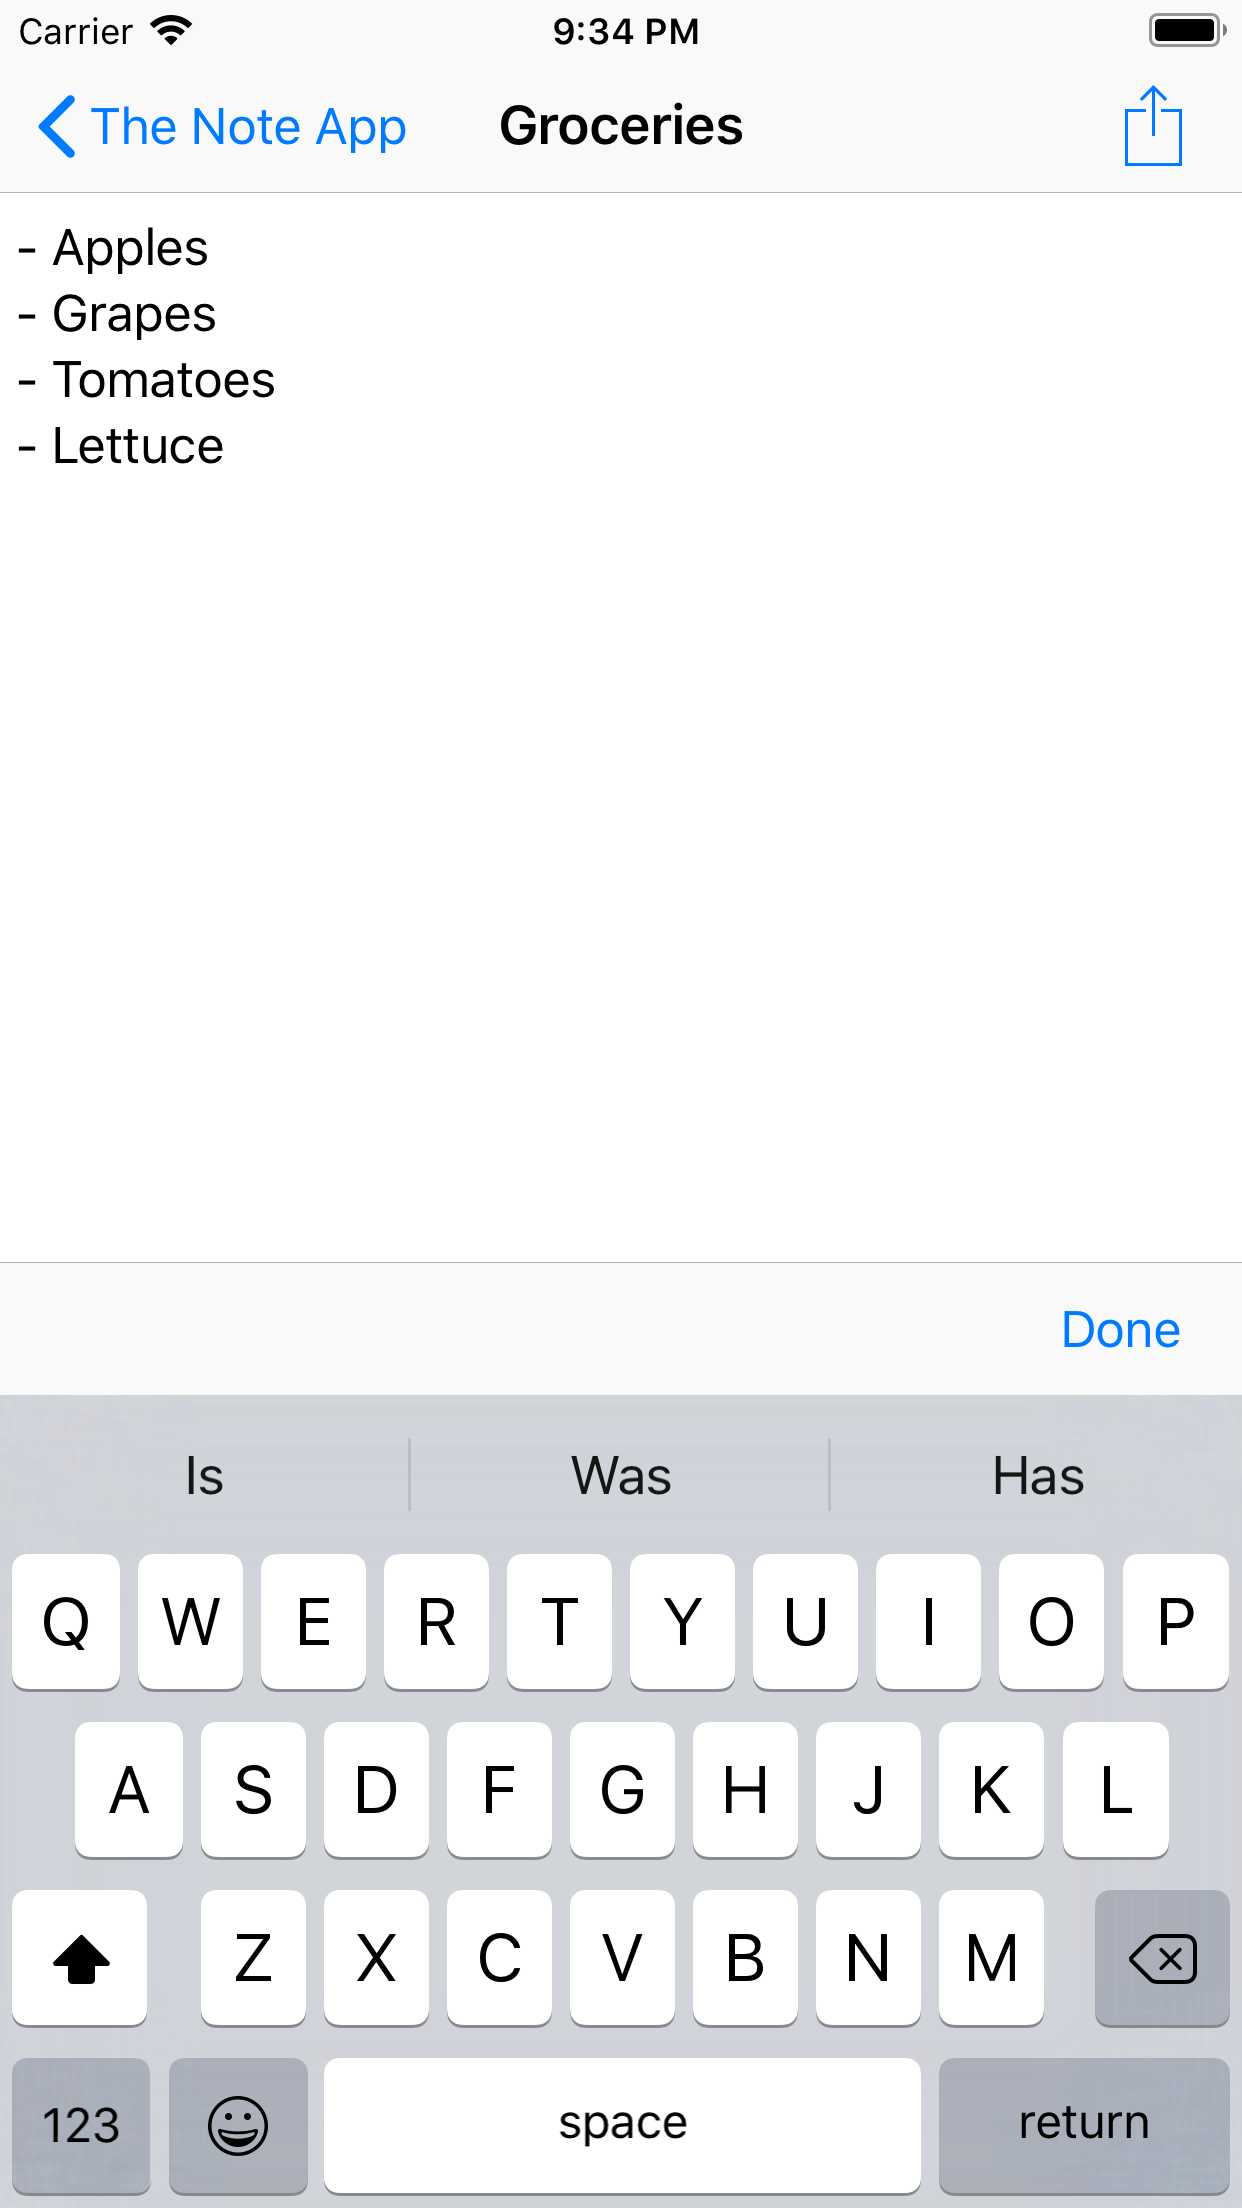 Carrier 9:34 PM
The Note App Groceries
- Apples
- Grapes
- Tomatoes
- Lettuce
Done
Is Was Has
Q W E R T Y U I O P
A S D F G H J K L
Z X C V B N M
123 space return